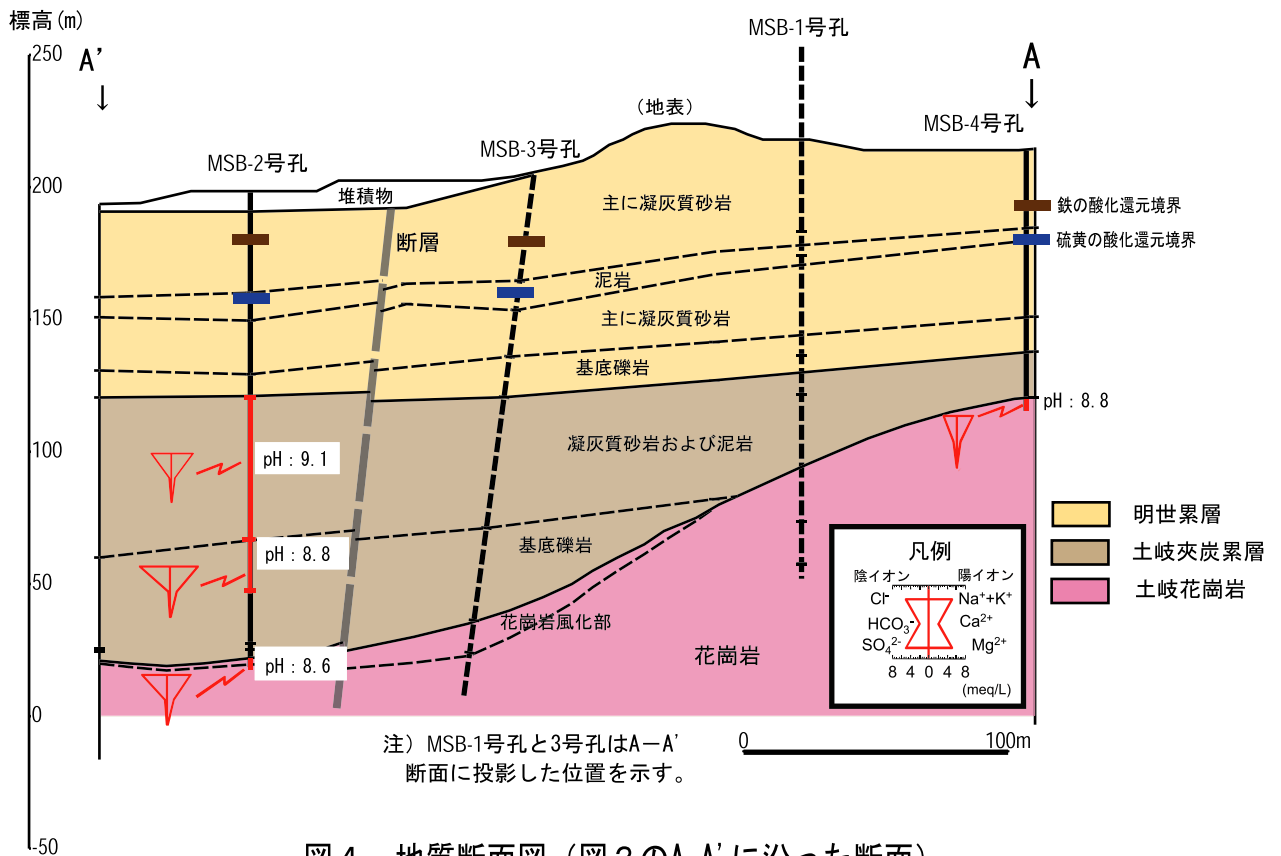 標高(m)
250
A'
↓
MSB-1号孔
A
↓
(地表)
MSB-4号孔
MSB-3号孔
MSB-2号孔
200
堆積物
主に凝灰質砂岩
鉄の酸化還元境界
断層
硫黄の酸化還元境界
泥岩
150
主に凝灰質砂岩
基底礫岩
pH：8.8
100
pH：9.1
凝灰質砂岩および泥岩
明世累層
pH：8.8
基底礫岩
土岐夾炭累層
50
土岐花崗岩
凡例
陰イオン 陽イオン
Cl- Na⁺+K⁺
HCO₃- Ca²⁺
SO₄²⁻ Mg²⁺
8 4 0 4 8
(meq/L)
花崗岩風化部
花崗岩
pH：8.6
0
注）MSB-1号孔と3号孔はA－A'
断面に投影した位置を示す。
0 100m
-50